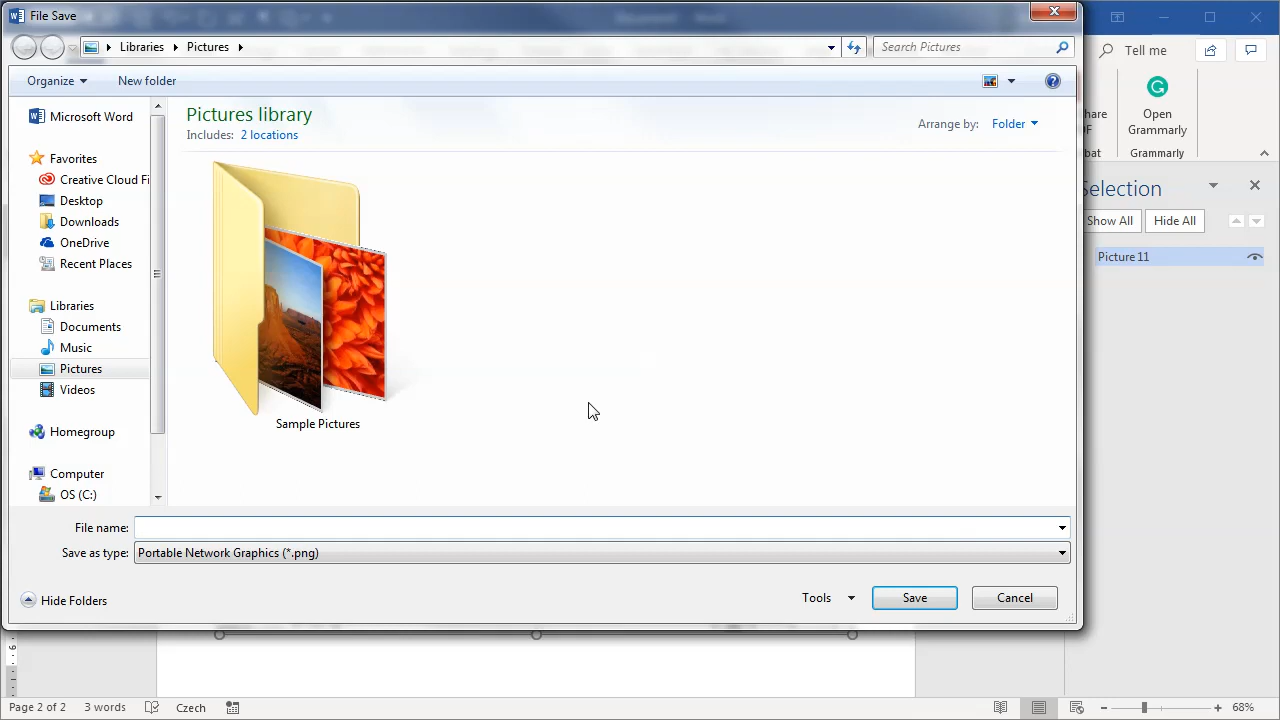 File Save
Libraries Pictures
Search Pictures
Tell me
Organize
New folder
Open
Grammarly
Grammarly
Microsoft Word
Pictures library
Includes: 2 locations
Arrange by: Folder
Favorites
Creative Cloud Fi
Desktop
Downloads
OneDrive
Recent Places
Libraries
Documents
Music
Pictures
Videos
Homegroup
Computer
OS (C:)
Sample Pictures
Selection
Show All
Hide All
Picture 11
File name:
Save as type: Portable Network Graphics (*.png)
Hide Folders
Tools
Save
Cancel
Page 2 of 2
3 words
Czech
68%